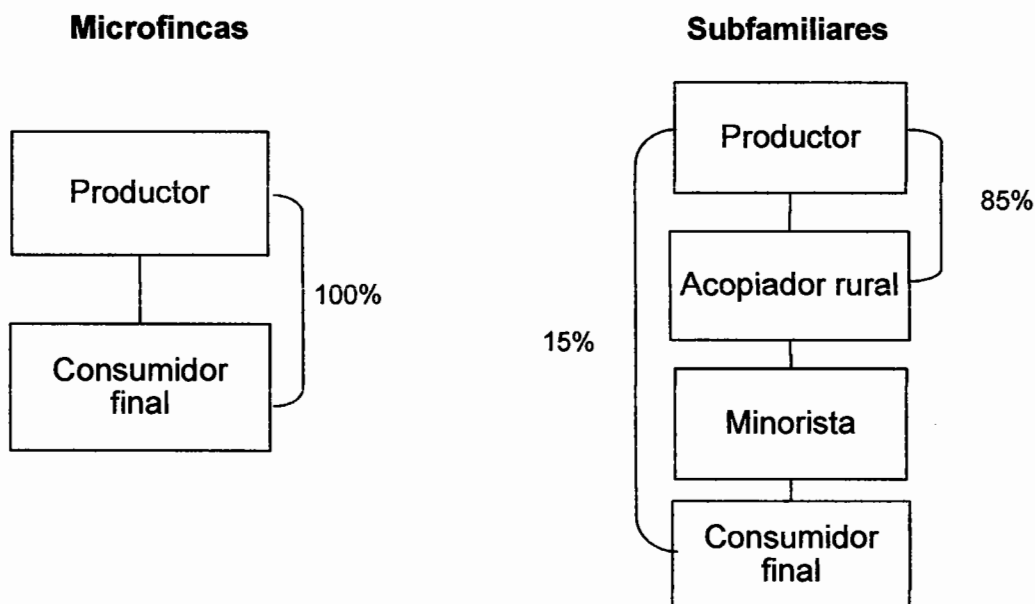 Microfincas
Productor
100%
Consumidor
final
Subfamiliares
Productor
85%
Acopiador rural
15%
Minorista
Consumidor
final